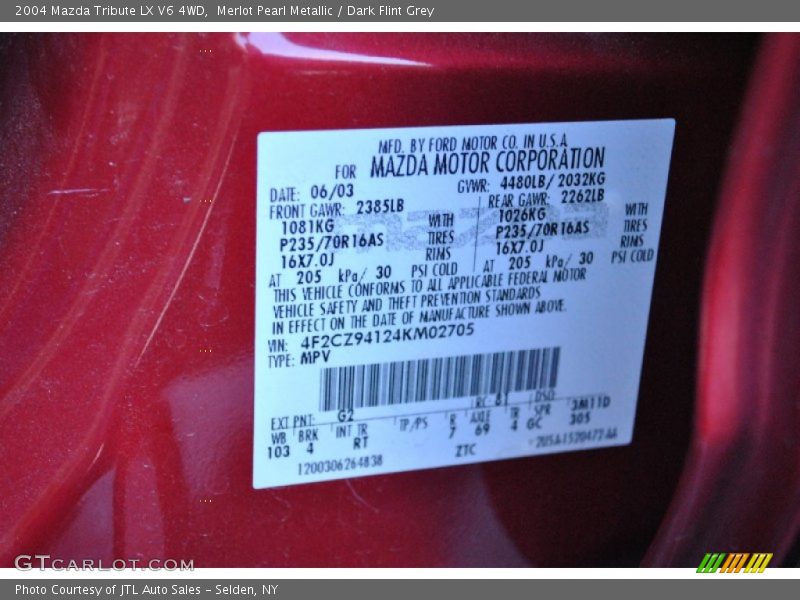 2004 Mazda Tribute LX V6 4WD, Merlot Pearl Metallic / Dark Flint Grey
MFD. BY FORD MOTOR CO. IN U.S.A
FOR MAZDA MOTOR CORPORATION
DATE: 06/03 GVWR: 4480LB/ 2032KG
FRONT GAWR: 2385LB REAR GAWR: 2262LB
1081KG WITH 1026KG WITH
P235/70R16AS TIRES P235/70R16AS TIRES
16X7.0J RIMS 16X7.0J RIMS
AT 205 kPa/ 30 PSI COLD AT 205 kPa/ 30 PSI COLD
THIS VEHICLE CONFORMS TO ALL APPLICABLE FEDERAL MOTOR
VEHICLE SAFETY AND THEFT PREVENTION STANDARDS
IN EFFECT ON THE DATE OF MANUFACTURE SHOWN ABOVE.
VIN: 4F2CZ94124KM02705
TYPE: MPV
EXT PNT: G2 RC: 81 DSO:
WB BRK INT TR TP/PS R AXLE TR SPR 3M11D
103 4 RT 7 69 4 GC 305
1200306264838 ZTC
GTCARLOT.COM
Photo Courtesy of JTL Auto Sales - Selden, NY